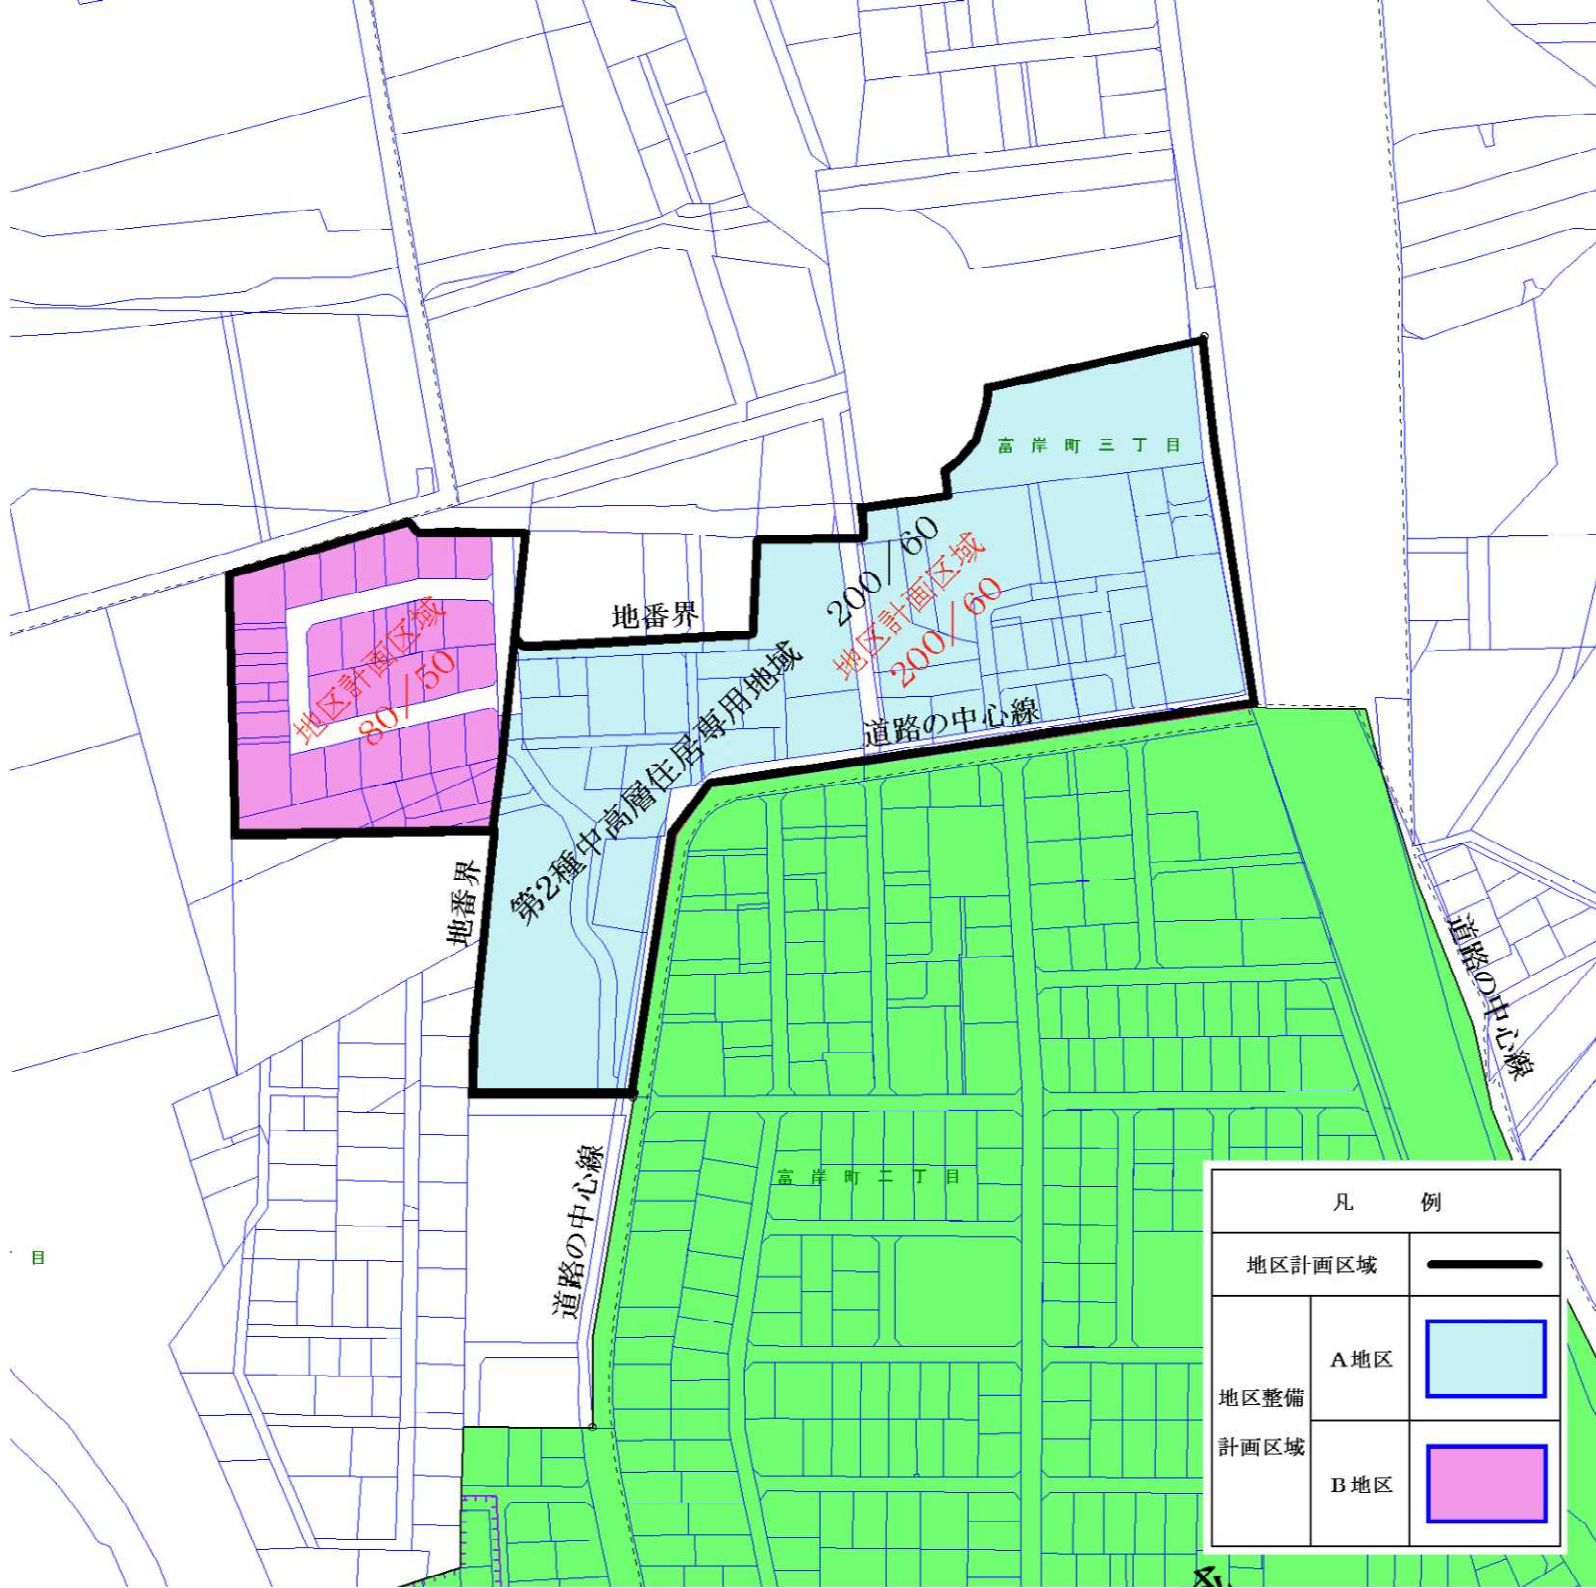 富岸町三丁目
200／60
地区計画区域
200／60
地番界
地区計画区域
80／50
第2種中高層住居専用地域
道路の中心線
地番界
道路の中心線
道路の中心線
富岸町二丁目
目
凡例
地区計画区域
地区整備
計画区域
A地区
B地区